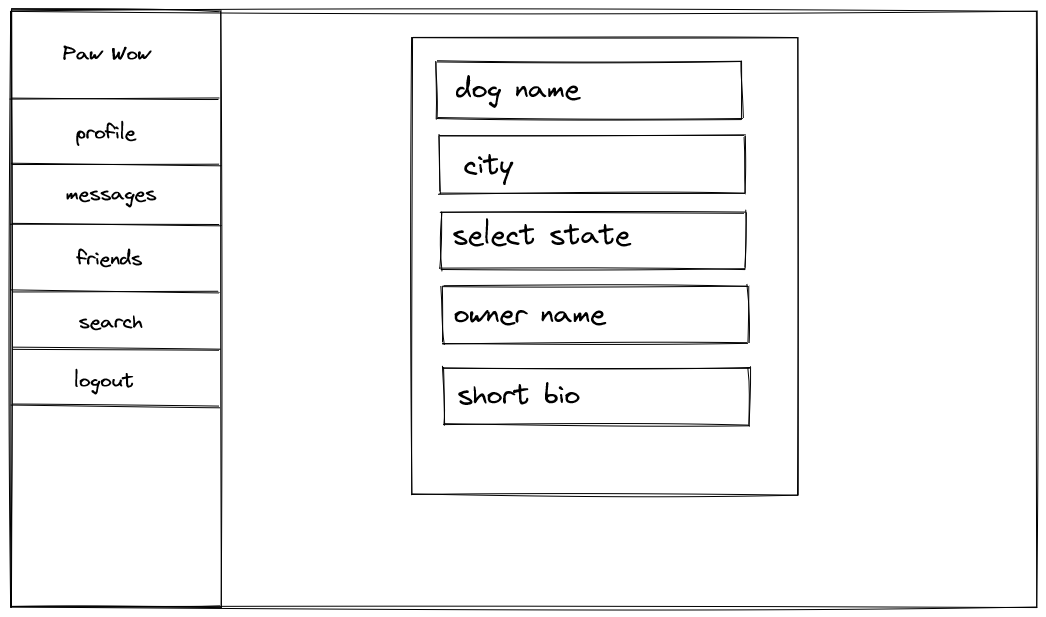 Paw Wow
profile
messages
friends
search
logout
dog name
city
select state
owner name
short bio